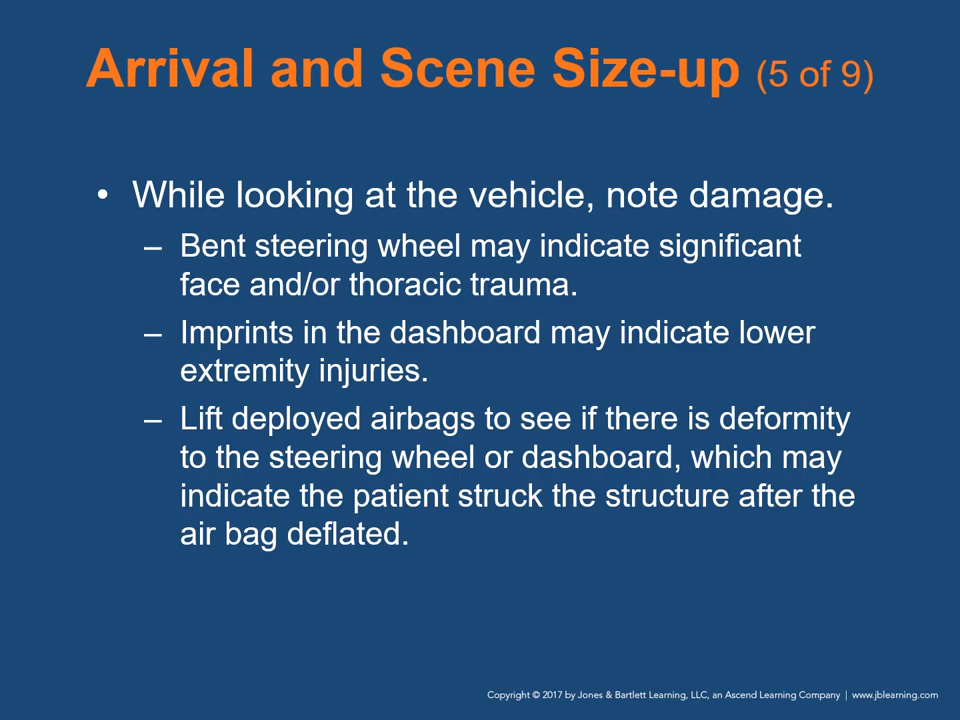 Arrival and Scene Size-up (5 of 9)
• While looking at the vehicle, note damage.
– Bent steering wheel may indicate significant
face and/or thoracic trauma.
– Imprints in the dashboard may indicate lower
extremity injuries.
– Lift deployed airbags to see if there is deformity
to the steering wheel or dashboard, which may
indicate the patient struck the structure after the
air bag deflated.
Copyright © 2017 by Jones & Bartlett Learning, LLC, an Ascend Learning Company | www.jblearning.com